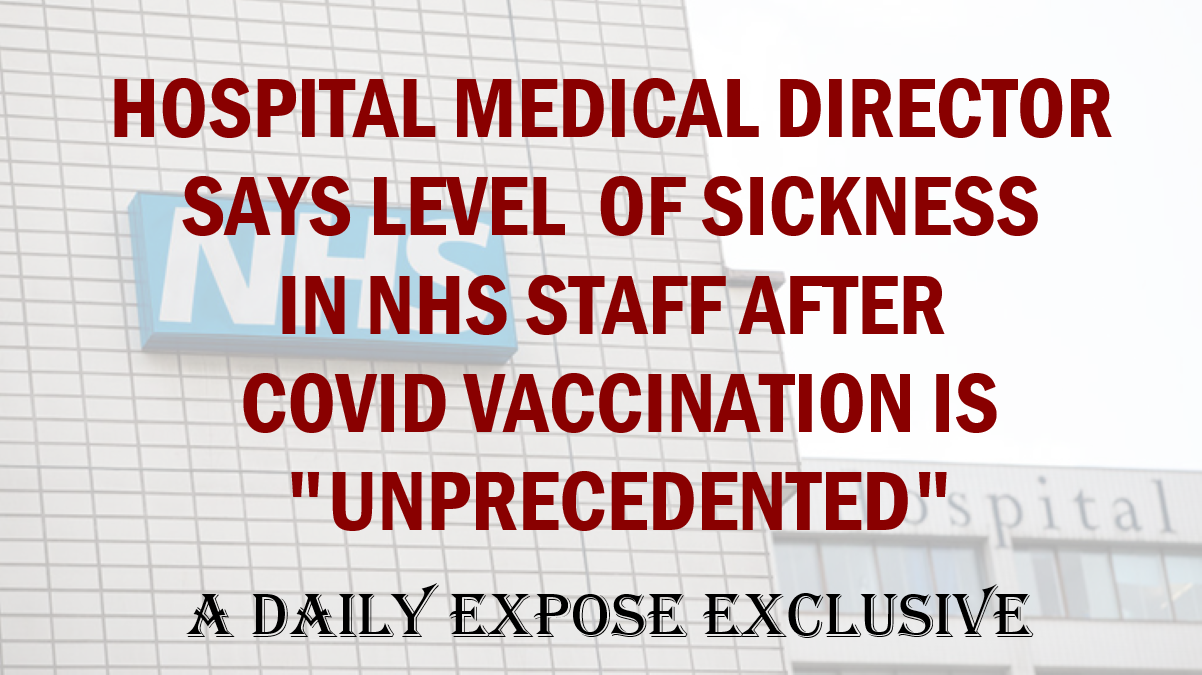 HOSPITAL MEDICAL DIRECTOR
SAYS LEVEL OF SICKNESS
NHS
IN NHS STAFF AFTER
COVID VACCINATION IS
"UNPRECEDENTED"
ospital
A DAILY EXPOSE EXCLUSIVE